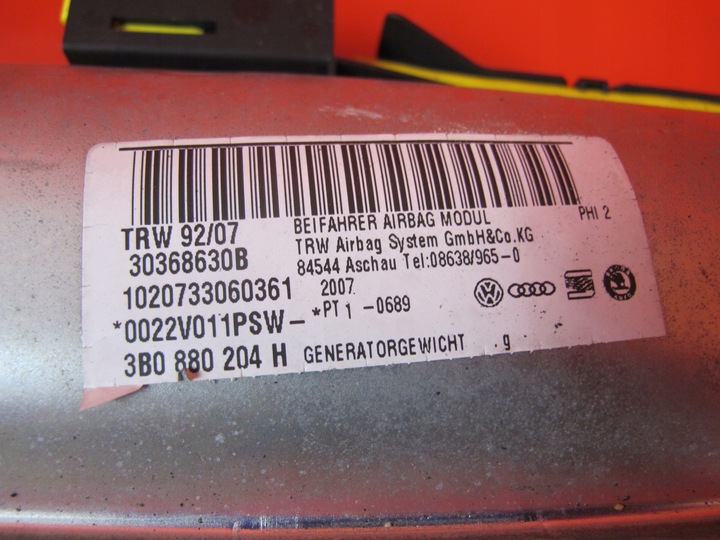 BEIFAHRER AIRBAG MODUL PHI 2
TRW 92/07 TRW Airbag System GmbH&Co.KG
30368630B 84544 Aschau Tel:08638/965-0
1020733060361 2007
*0022V011PSW- *PT 1 -0689
3B0 880 204 H GENERATORGEWICHT g